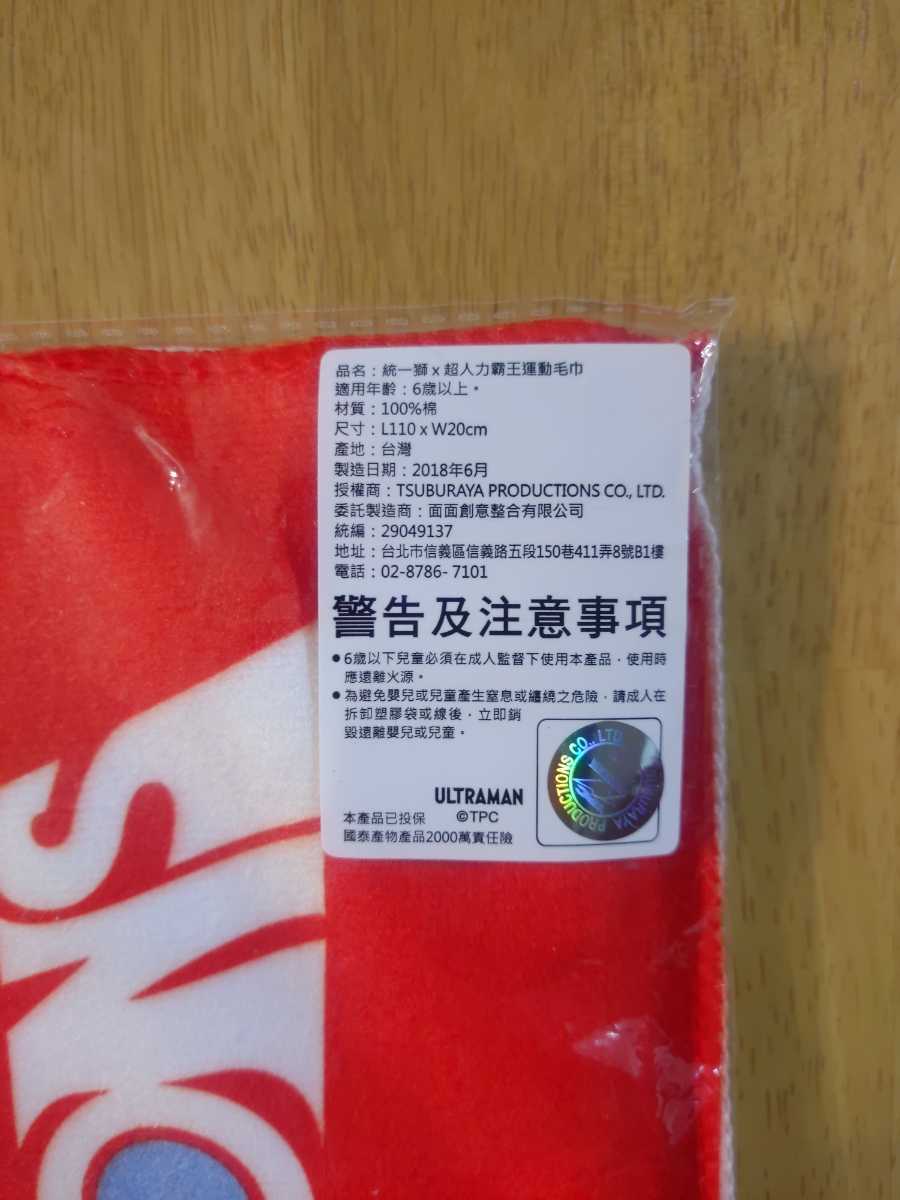 品名：統一獅 x 超人力霸王運動毛巾
適用年齡：6歲以上。
材質：100%棉
尺寸：L110 x W20cm
產地：台灣
製造日期：2018年6月
授權商：TSUBURAYA PRODUCTIONS CO., LTD.
委託製造商：面面創意整合有限公司
統編：29049137
地址：台北市信義區信義路五段150巷411弄8號B1樓
電話：02-8786- 7101
警告及注意事項
●6歲以下兒童必須在成人監督下使用本產品，使用時
應遠離火源。
●為避免嬰兒或兒童產生窒息或纏繞之危險，請成人在
拆卸塑膠袋或線後，立即銷
毀遠離嬰兒或兒童。
TSUBURAYA PRODUCTIONS CO., LTD
ULTRAMAN
本產品已投保 ©TPC
國泰產物產品2000萬責任險
ONS